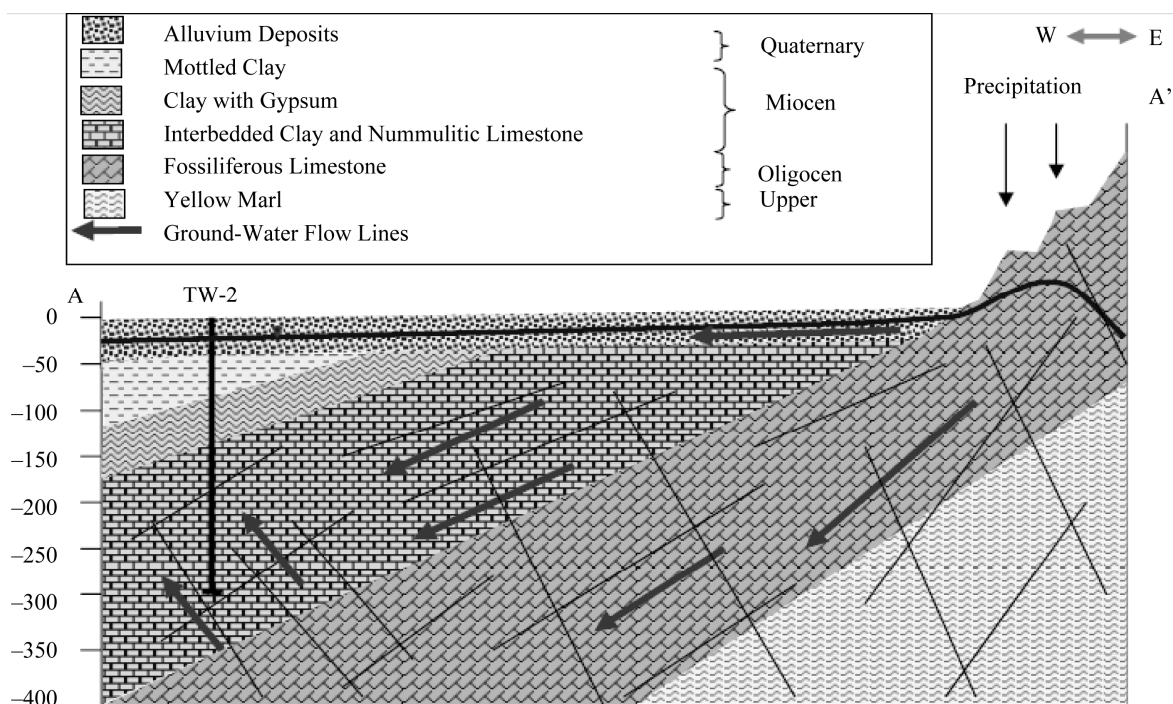 Alluvium Deposits
Mottled Clay
Clay with Gypsum
Interbedded Clay and Nummulitic Limestone
Fossiliferous Limestone
Yellow Marl
Ground-Water Flow Lines
Quaternary
Miocen
Oligocen
Upper
W E
Precipitation
A’
A
TW-2
0
–50
–100
–150
–200
–250
–300
–350
–400